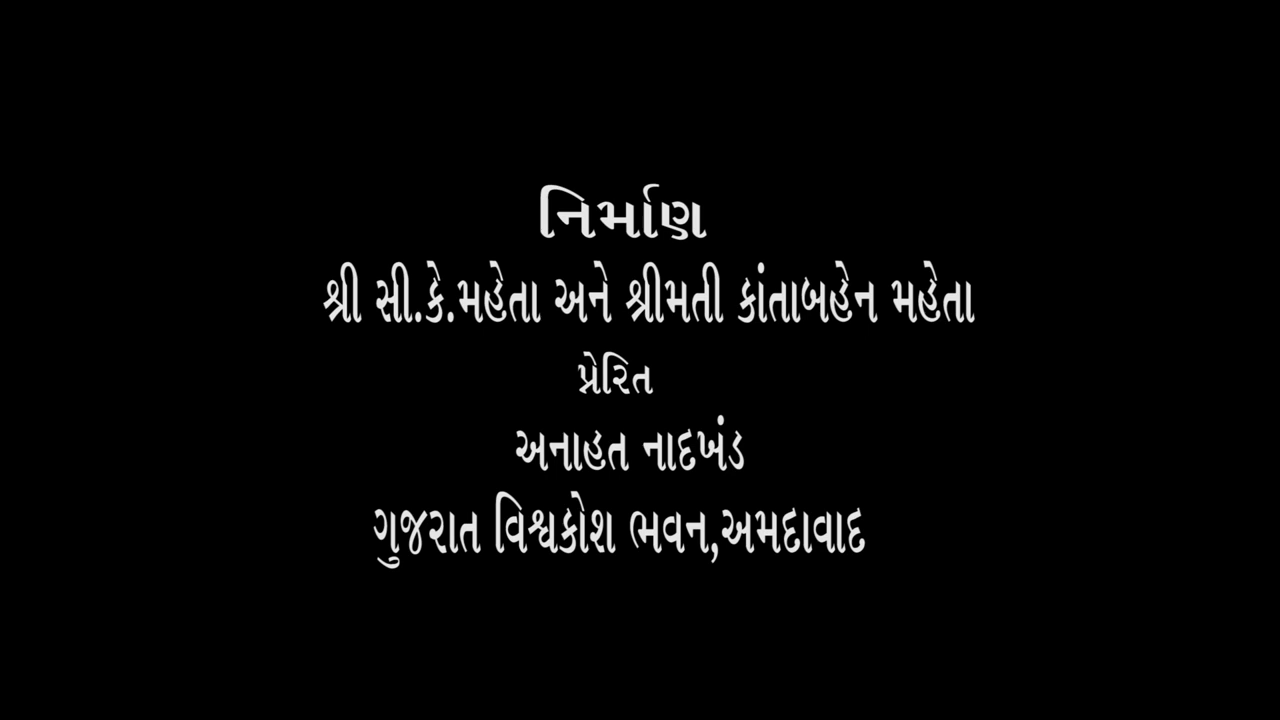 નિર્માણ
શ્રી સી.કે.મહેતા અને શ્રીમતી કાંતાબહેન મહેતા
પ્રેરિત
અનાહત નાદખંડ
ગુજરાત વિશ્વકોશ ભવન,અમદાવાદ